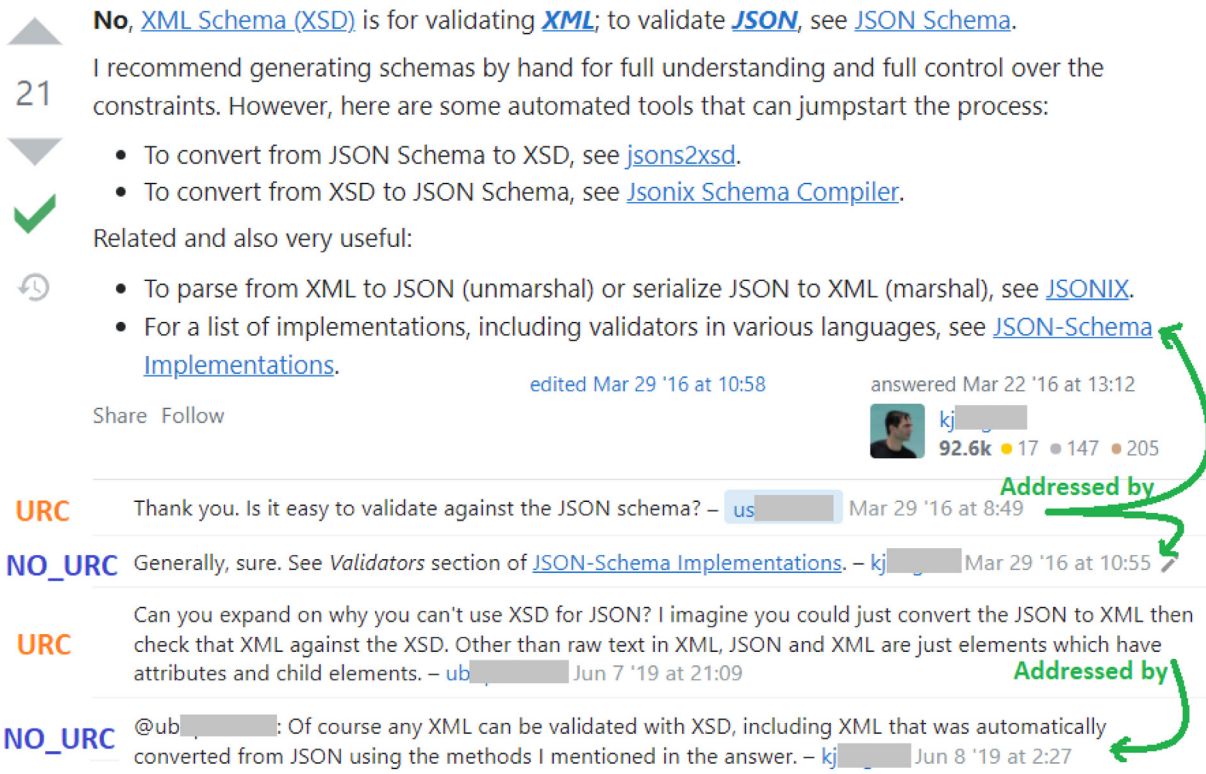 No, XML Schema (XSD) is for validating XML; to validate JSON, see JSON Schema.
21
I recommend generating schemas by hand for full understanding and full control over the
constraints. However, here are some automated tools that can jumpstart the process:
• To convert from JSON Schema to XSD, see jsons2xsd.
• To convert from XSD to JSON Schema, see Jsonix Schema Compiler.
Related and also very useful:
• To parse from XML to JSON (unmarshal) or serialize JSON to XML (marshal), see JSONIX.
• For a list of implementations, including validators in various languages, see JSON-Schema
Implementations.
edited Mar 29 '16 at 10:58
answered Mar 22 '16 at 13:12
Share Follow
kj
92.6k 17 147 205
Addressed by
URC
Thank you. Is it easy to validate against the JSON schema? – us Mar 29 '16 at 8:49
NO_URC
Generally, sure. See Validators section of JSON-Schema Implementations. – kj Mar 29 '16 at 10:55
URC
Can you expand on why you can't use XSD for JSON? I imagine you could just convert the JSON to XML then
check that XML against the XSD. Other than raw text in XML, JSON and XML are just elements which have
attributes and child elements. – ub Jun 7 '19 at 21:09
Addressed by
NO_URC
@ub : Of course any XML can be validated with XSD, including XML that was automatically
converted from JSON using the methods I mentioned in the answer. – kj Jun 8 '19 at 2:27